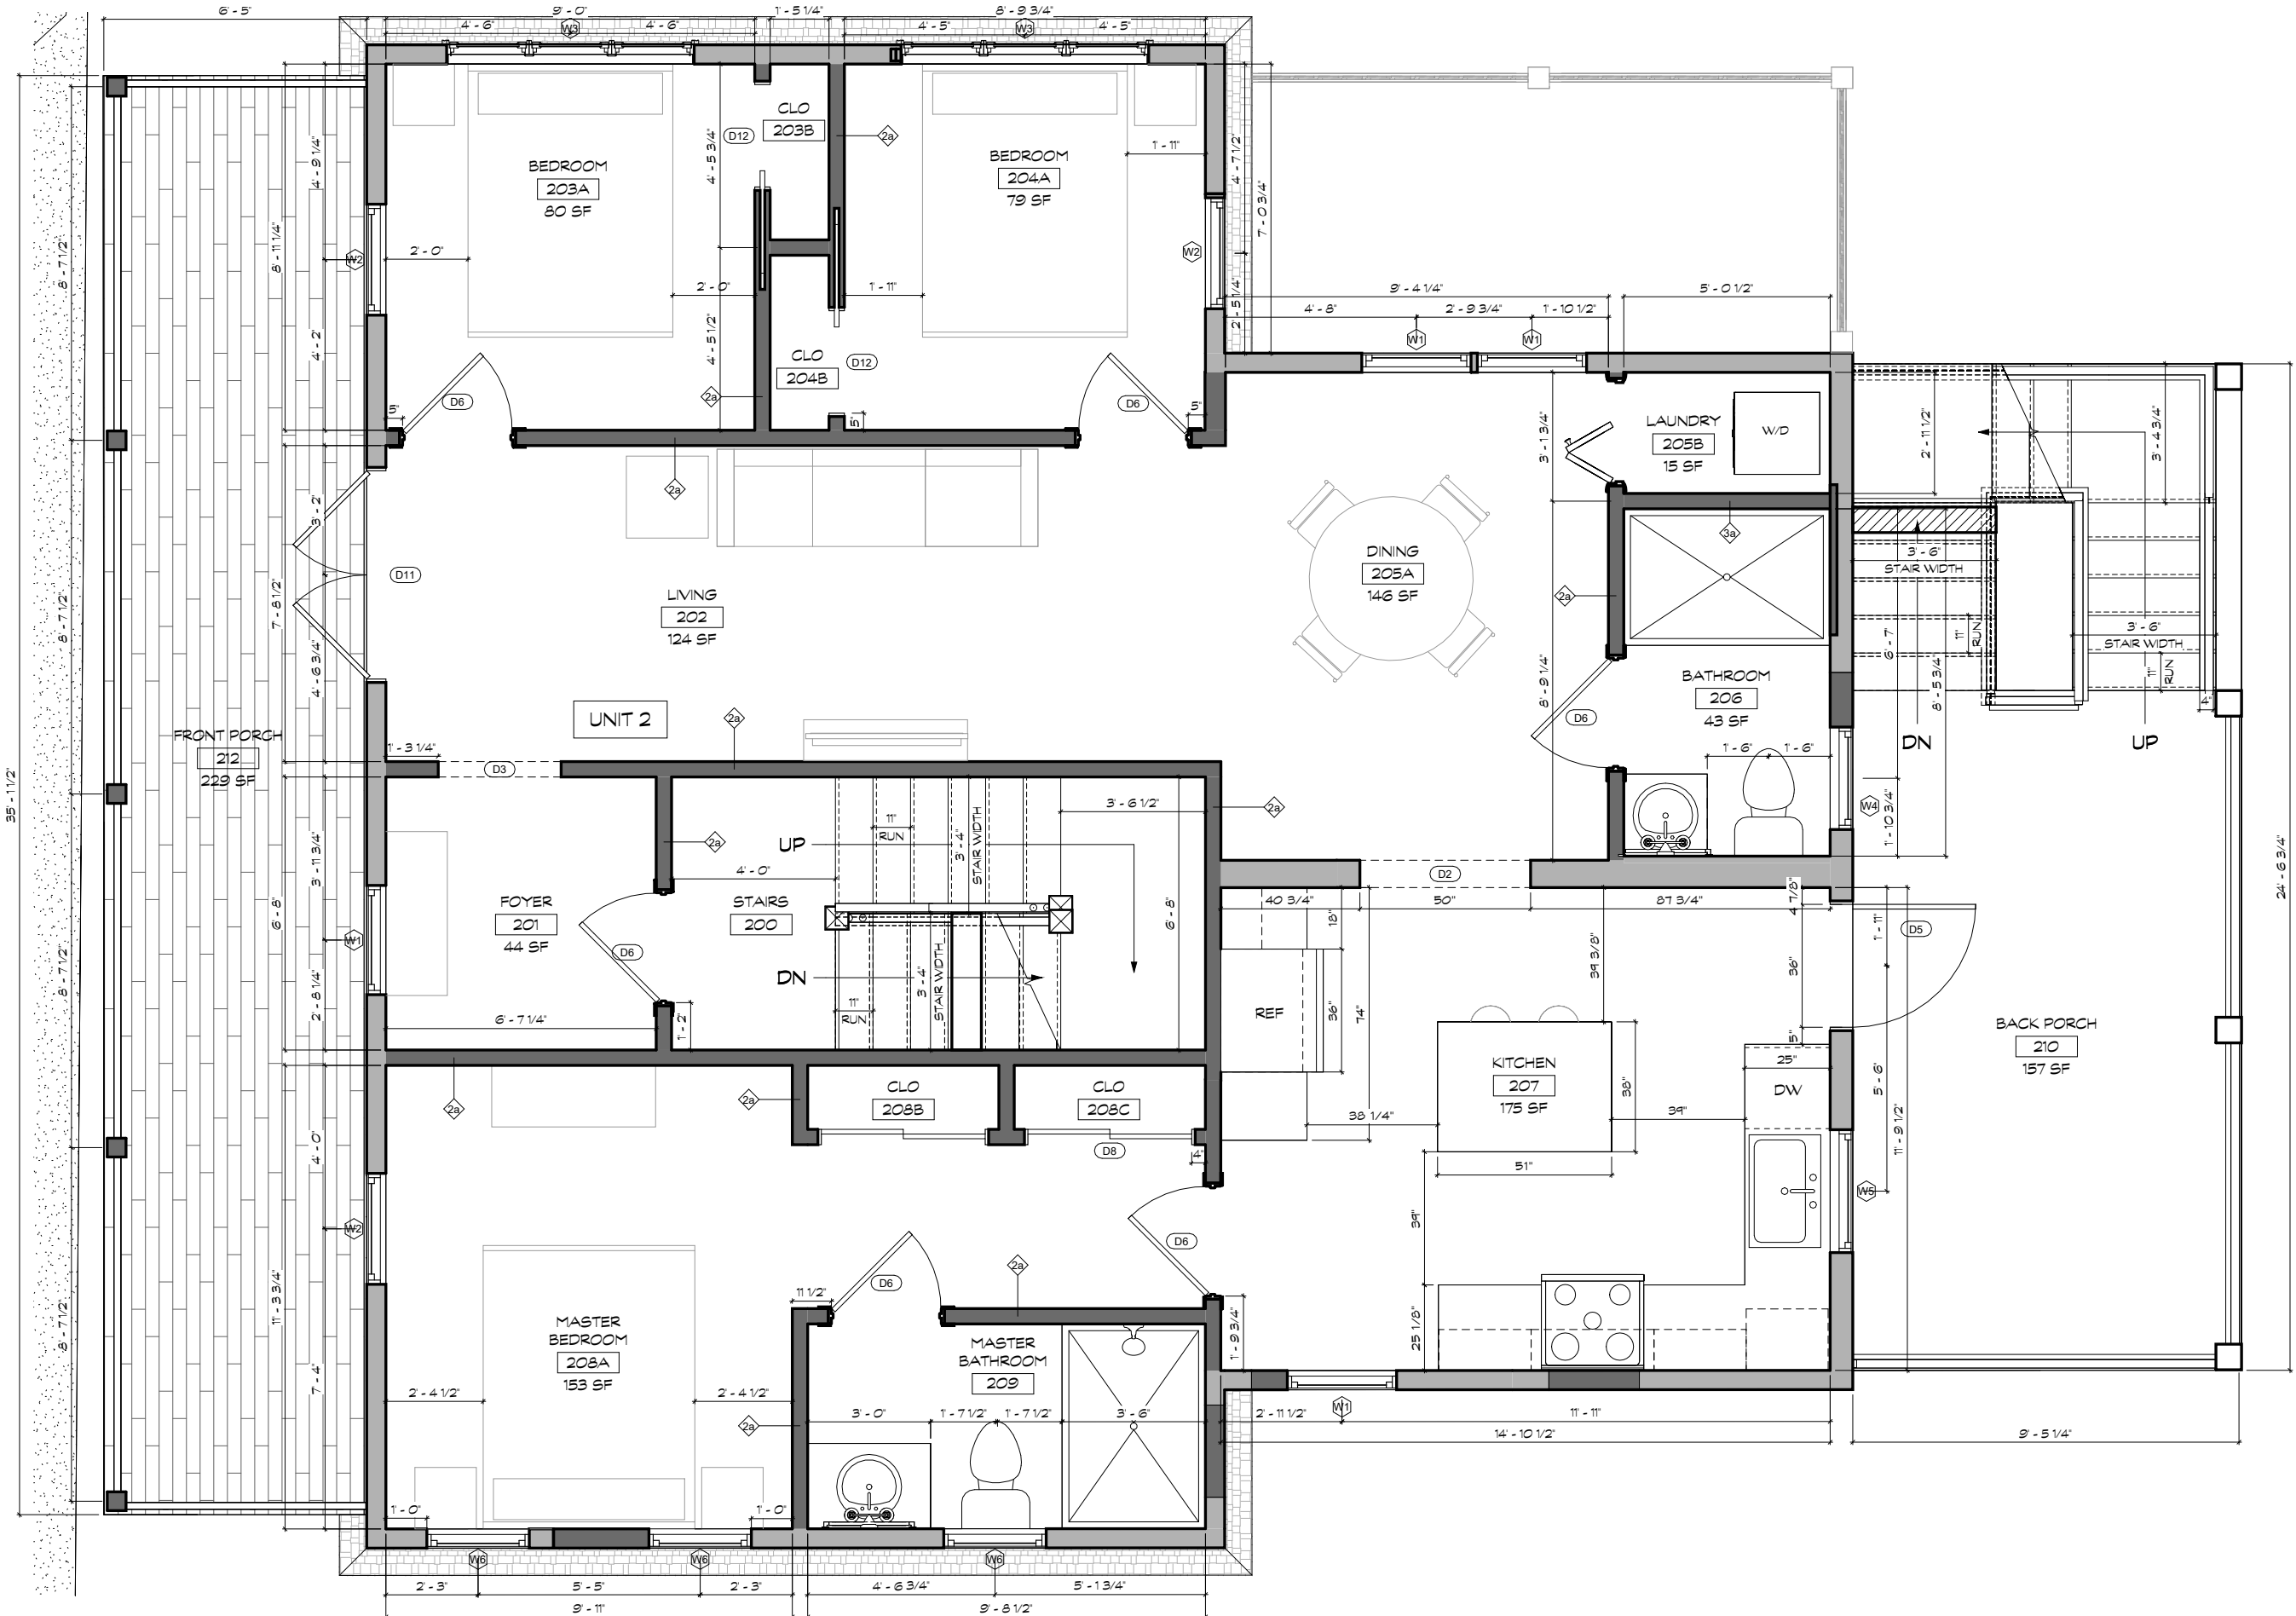 6' - 5"
9' - 0"
1' - 5 1/4"
8' - 9 3/4"
4' - 6"
W3
4' - 6"
4' - 5"
W3
4' - 5"
CLO
203B
D12
2a
BEDROOM
203A
80 SF
BEDROOM
204A
79 SF
1' - 11"
4' - 9 1/4"
4' - 5 3/4"
4' - 7 1/2"
7' - 0 3/4"
8' - 7 1/2"
8' - 11 1/4"
W2
2' - 0"
2' - 0"
1' - 11"
W2
2' - 5 1/4"
9' - 4 1/4"
5' - 0 1/2"
4' - 8"
2' - 9 3/4"
1' - 10 1/2"
W1
W1
4' - 2"
4' - 5 1/2"
CLO
204B
D12
2a
5"
D6
5"
D6
5"
LAUNDRY
205B
15 SF
W/D
3' - 1 3/4"
2' - 11 1/2"
3' - 4 3/4"
2a
3' - 2"
3a
DINING
205A
146 SF
D11
3' - 6"
STAIR WIDTH
LIVING
202
124 SF
2a
8' - 7 1/2"
7' - 8 1/2"
4' - 6 3/4"
11"
RUN
6' - 7'
8' - 5 3/4"
3' - 6"
STAIR WIDTH
11"
RUN
4"
BATHROOM
206
43 SF
8' - 9 1/4"
D6
UNIT 2
2a
FRONT PORCH
212
229 SF
1' - 3 1/4"
D3
1' - 6"
1' - 6"
DN
UP
35' - 1 1/2"
W4
1' - 10 3/4"
2a
3' - 6 1/2"
11"
RUN
3' - 4"
STAIR WIDTH
UP
2a
4' - 0"
3' - 11 3/4"
6' - 8"
FOYER
201
44 SF
STAIRS
200
D2
40 3/4"
50"
87 3/4"
4 7/8"
24' - 6 3/4"
W1
D6
DN
3' - 4"
STAIR WIDTH
6' - 8"
18"
39 3/8"
36"
1' - 11"
D5
8' - 7 1/2"
2' - 8 1/4"
6' - 7 1/4"
1' - 2"
11"
RUN
REF
36"
74"
5"
BACK PORCH
210
157 SF
KITCHEN
207
175 SF
38"
25"
DW
5' - 6"
2a
2a
CLO
208B
CLO
208C
38 1/4"
39"
11' - 9 1/2"
4' - 0"
D8
4"
51"
W5
W2
39"
D6
2a
D6
11' - 3 3/4"
8' - 7 1/2"
11 1/2"
MASTER
BEDROOM
208A
153 SF
MASTER
BATHROOM
209
1' - 9 3/4"
25 1/8"
7' - 4"
2' - 4 1/2"
2' - 4 1/2"
2a
3' - 0"
1' - 7 1/2"
1' - 7 1/2"
3' - 6"
2' - 11 1/2"
W1
11' - 11"
14' - 10 1/2"
9' - 5 1/4"
1' - 0"
1' - 0"
W6
W6
W6
2' - 3"
5' - 5"
2' - 3"
4' - 6 3/4"
5' - 1 3/4"
9' - 11"
9' - 8 1/2"